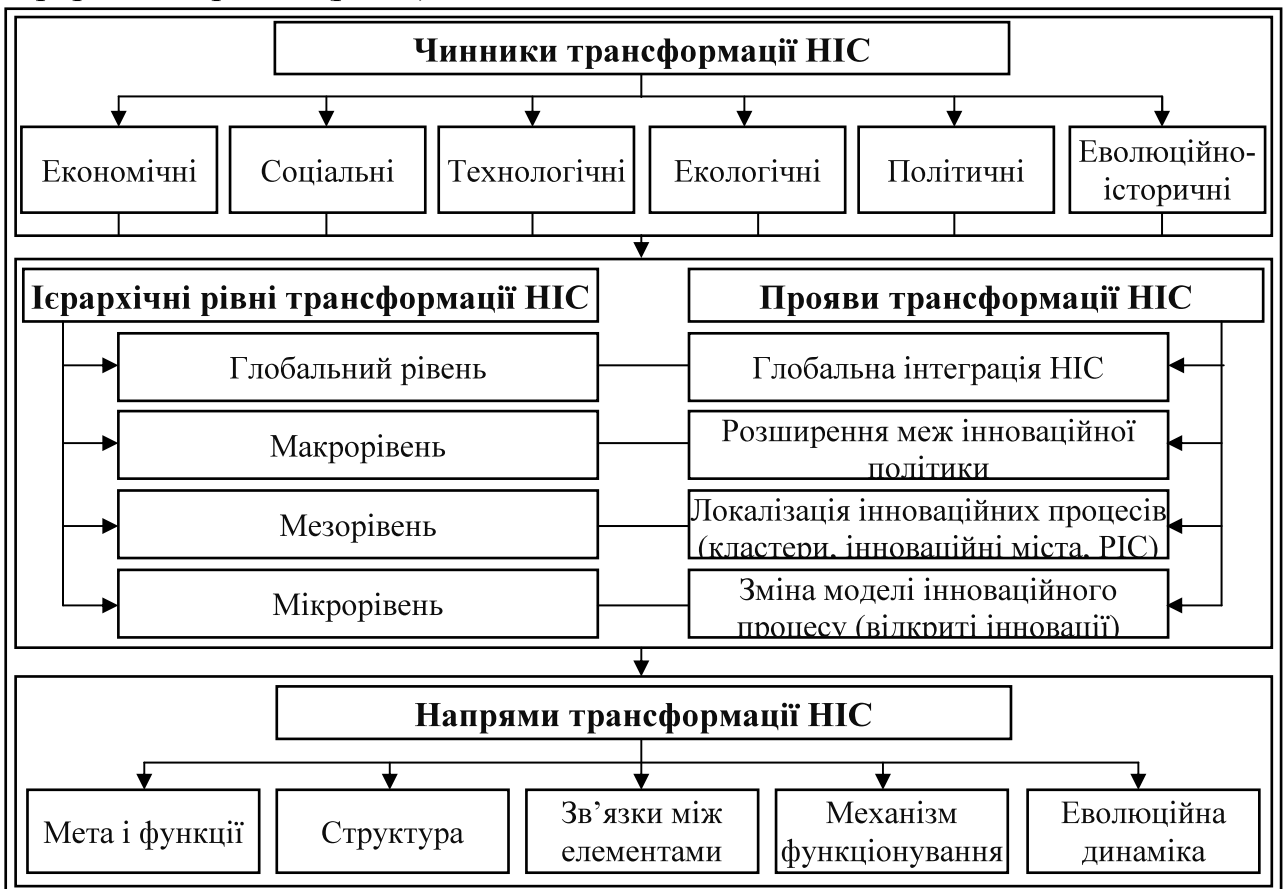 Чинники трансформації НІС
Економічні
Соціальні
Технологічні
Екологічні
Політичні
Еволюційно-
історичні
Ієрархічні рівні трансформації НІС
Прояви трансформації НІС
Глобальний рівень
Глобальна інтеграція НІС
Макрорівень
Розширення меж інноваційної
політики
Мезорівень
Локалізація інноваційних процесів
(кластери, інноваційні міста, РІС)
Мікрорівень
Зміна моделі інноваційного
процесу (відкриті інновації)
Напрями трансформації НІС
Мета і функції
Структура
Зв’язки між
елементами
Механізм
функціонування
Еволюційна
динаміка